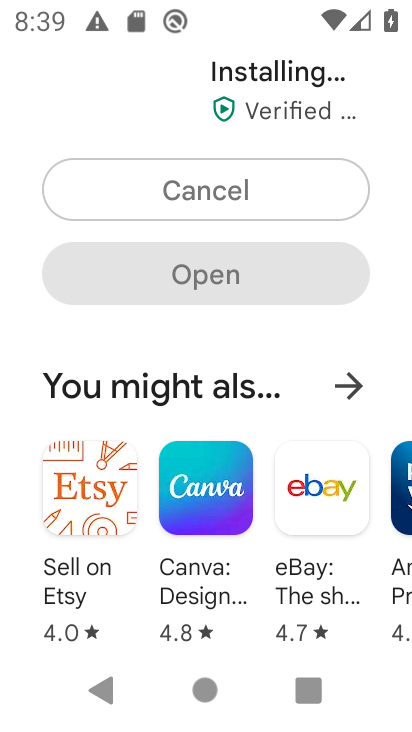 8:39
Installing...
Verified ...
Cancel
Open
You might als...
Etsy
Canva
ebay
Sell on Etsy
4.0 ★
Canva: Design...
4.8 ★
eBay: The sh...
4.7 ★
Ar
Pr
4.